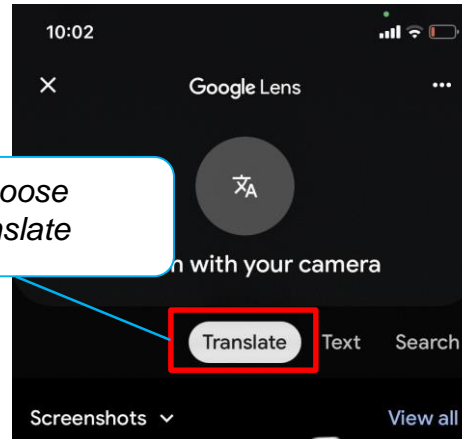 10:02
Google Lens
with your camera
Translate Text Search
Screenshots
View all